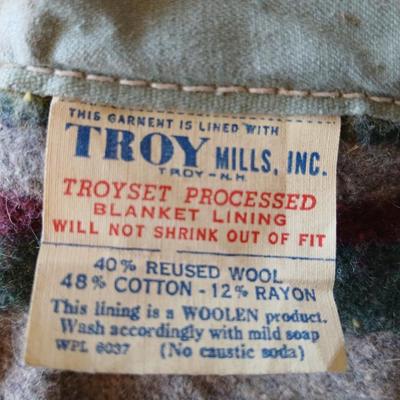 THIS GARMENT IS LINED WITH
TROY MILLS, INC.
TROY - N.H.
TROYSET PROCESSED
BLANKET LINING
WILL NOT SHRINK OUT OF FIT
40% REUSED WOOL
48% COTTON - 12% RAYON
This lining is a WOOLEN product.
Wash accordingly with mild soap
WPL 6037 (No caustic soda)